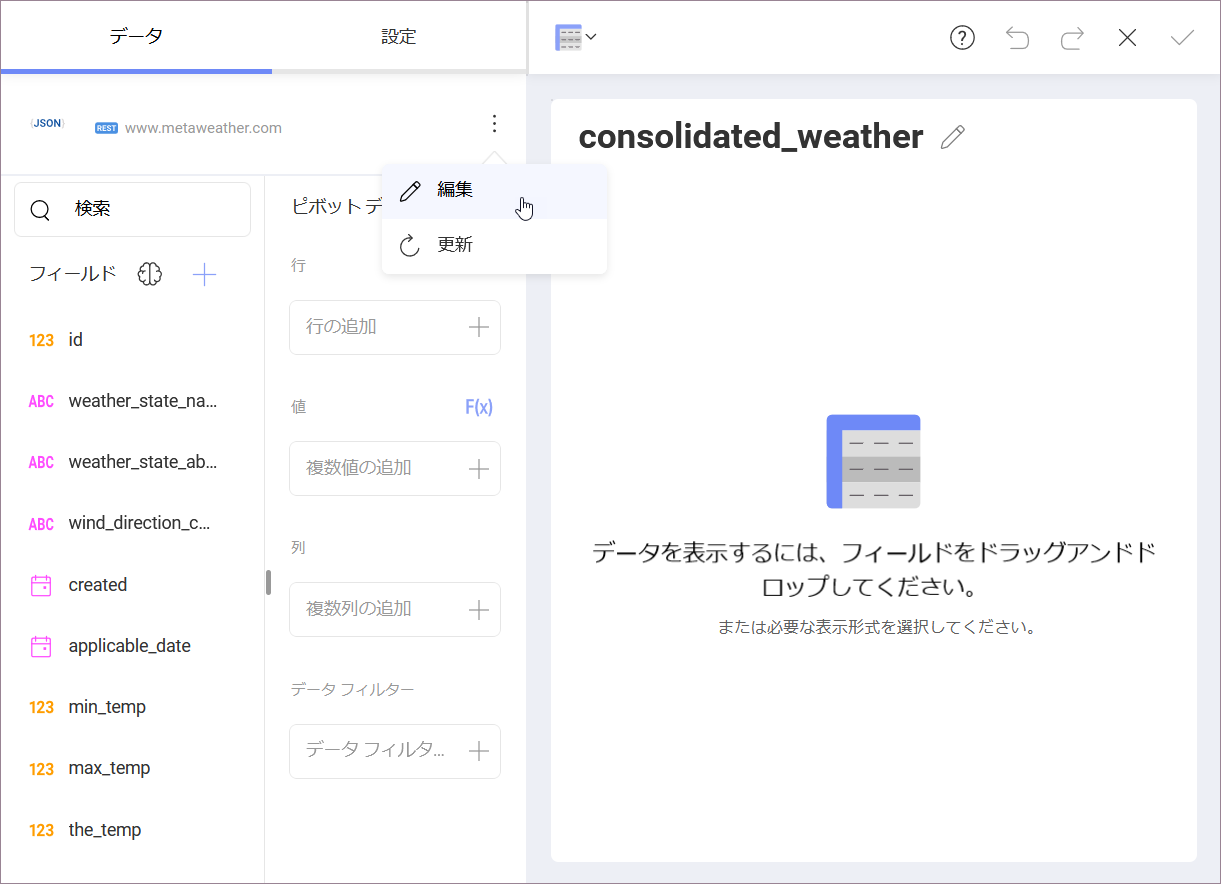 データ
設定
{JSON}
REST www.metaweather.com
consolidated_weather
編集
更新
検索
フィールド
123 id
ABC weather_state_na...
ABC weather_state_ab...
ABC wind_direction_c...
created
applicable_date
123 min_temp
123 max_temp
123 the_temp
ピボット デ
行
行の追加
値 F(x)
複数値の追加
列
複数列の追加
データ フィルター
データ フィルタ...
データを表示するには、フィールドをドラッグアンドド
ロップしてください。
または必要な表示形式を選択してください。